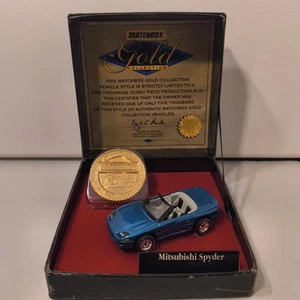 MATCHBOX
Gold
COLLECTION
THIS MATCHBOX GOLD COLLECTION
VEHICLE STYLE IS STRICTLY LIMITED TO A
FIVE THOUSAND (5,000) PIECE PRODUCTION RUN.
THIS CERTIFIES THAT THE OWNER HAS
RECEIVED ONE OF ONLY FIVE THOUSAND
OF THIS STYLE OF AUTHENTIC MATCHBOX GOLD
COLLECTION VEHICLES.
Mitsubishi Spyder